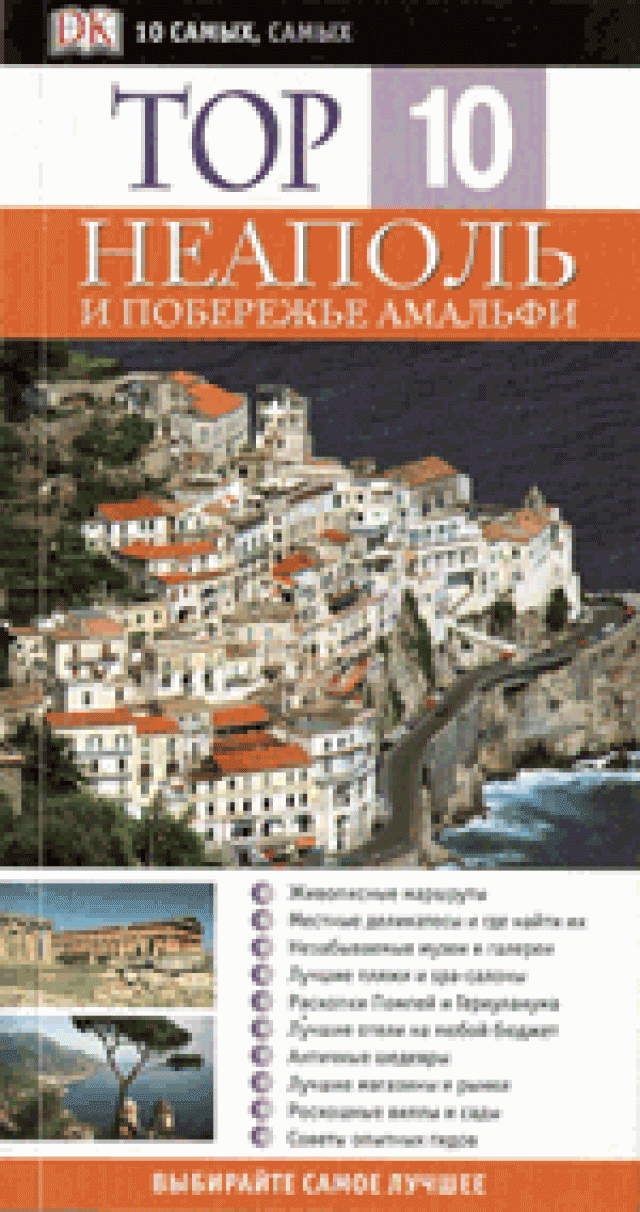 DK 10 САМЫХ, САМЫХ
TOP 10
НЕАПОЛЬ
И ПОБЕРЕЖЬЕ АМАЛЬФИ
Живописные маршруты
Местные деликатесы и где найти их
Незабываемые музеи и галереи
Лучшие пляжи и spa-салоны
Раскопки Помпей и Геркуланума
Лучшие отели на любой бюджет
Античные шедевры
Лучшие магазины и рынки
Роскошные виллы и сады
Советы опытных гидов
ВЫБИРАЙТЕ САМОЕ ЛУЧШЕЕ